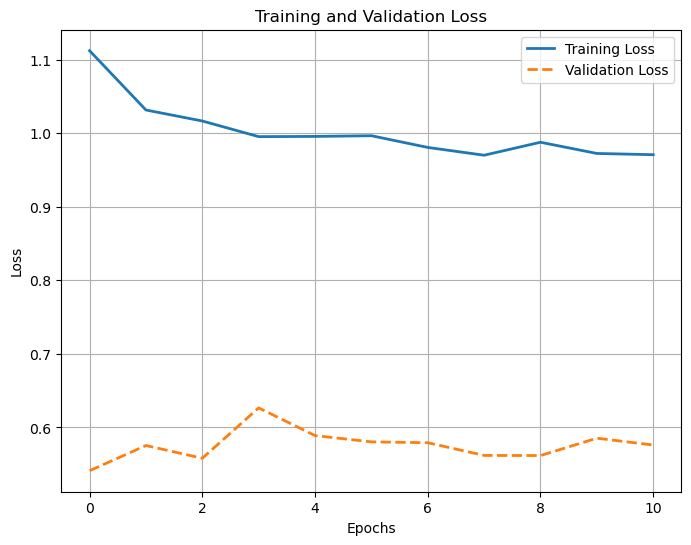 Training and Validation Loss
Training Loss
Validation Loss
1.1
1.0
0.9
0.8
0.7
0.6
Loss
0 2 4 6 8 10
Epochs